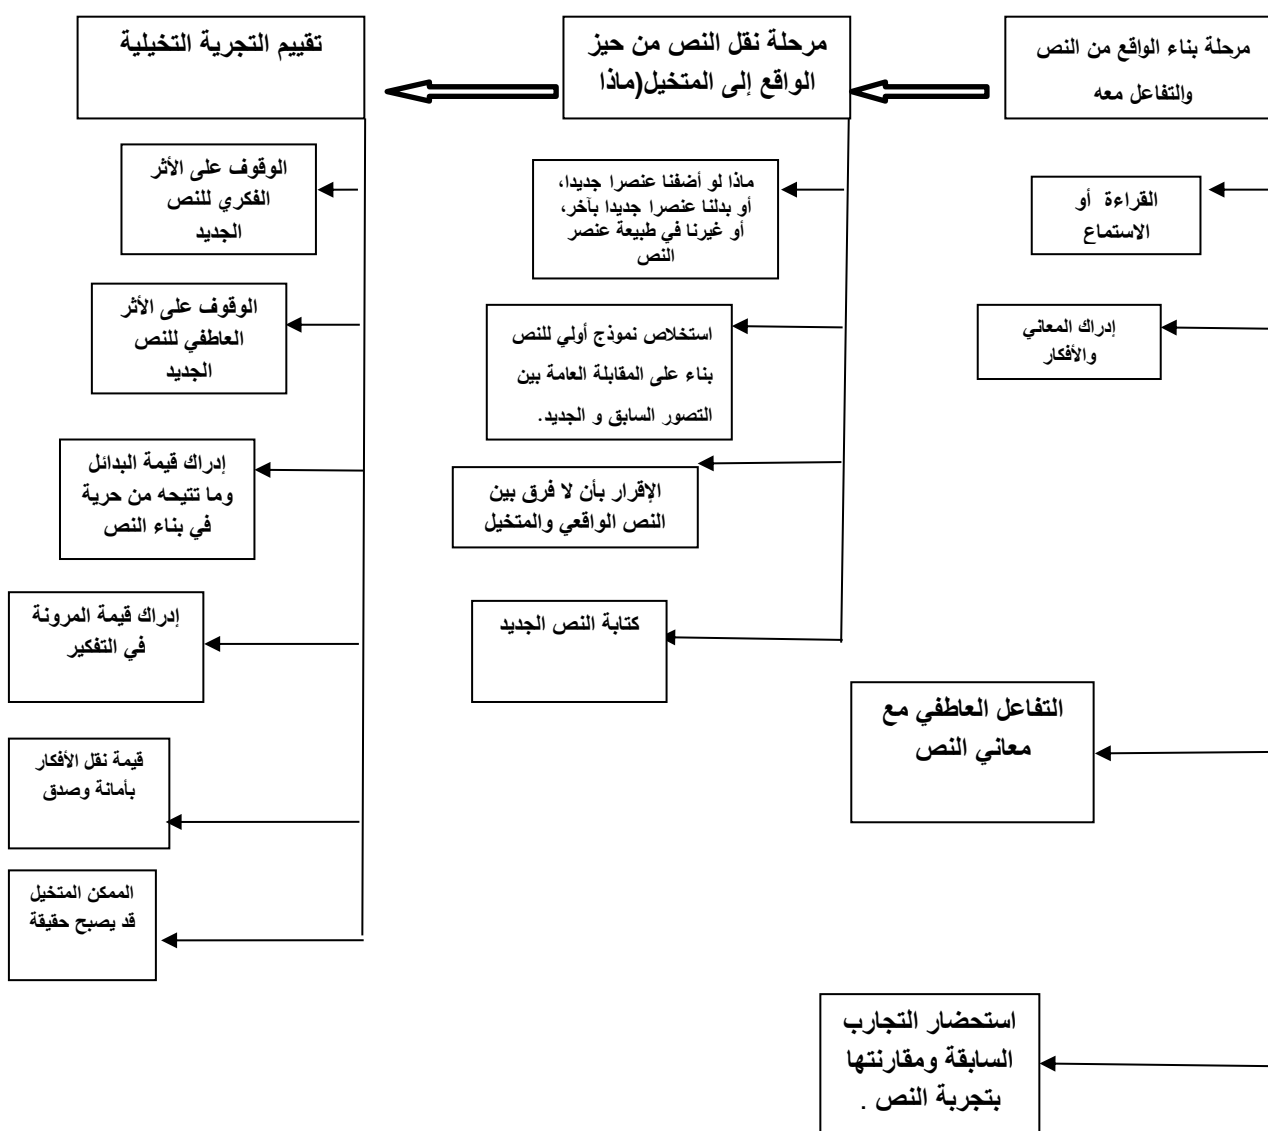 مرحلة بناء الواقع من النص
والتفاعل معه
القراءة أو
الاستماع
إدراك المعاني
والأفكار
التفاعل العاطفي مع
معاني النص
استحضار التجارب
السابقة ومقارنتها
بتجربة النص .
مرحلة نقل النص من حيز
الواقع إلى المتخيل(ماذا
ماذا لو أضفنا عنصرا جديدا،
أو بدلنا عنصرا جديدا بآخر،
أو غيرنا في طبيعة عنصر
النص
استخلاص نموذج أولي للنص
بناء على المقابلة العامة بين
التصور السابق و الجديد.
الإقرار بأن لا فرق بين
النص الواقعي والمتخيل
كتابة النص الجديد
تقييم التجربة التخيلية
الوقوف على الأثر
الفكري للنص
الجديد
الوقوف على الأثر
العاطفي للنص
الجديد
إدراك قيمة البدائل
وما تتيحه من حرية
في بناء النص
إدراك قيمة المرونة
في التفكير
قيمة نقل الأفكار
بأمانة وصدق
الممكن المتخيل
قد يصبح حقيقة